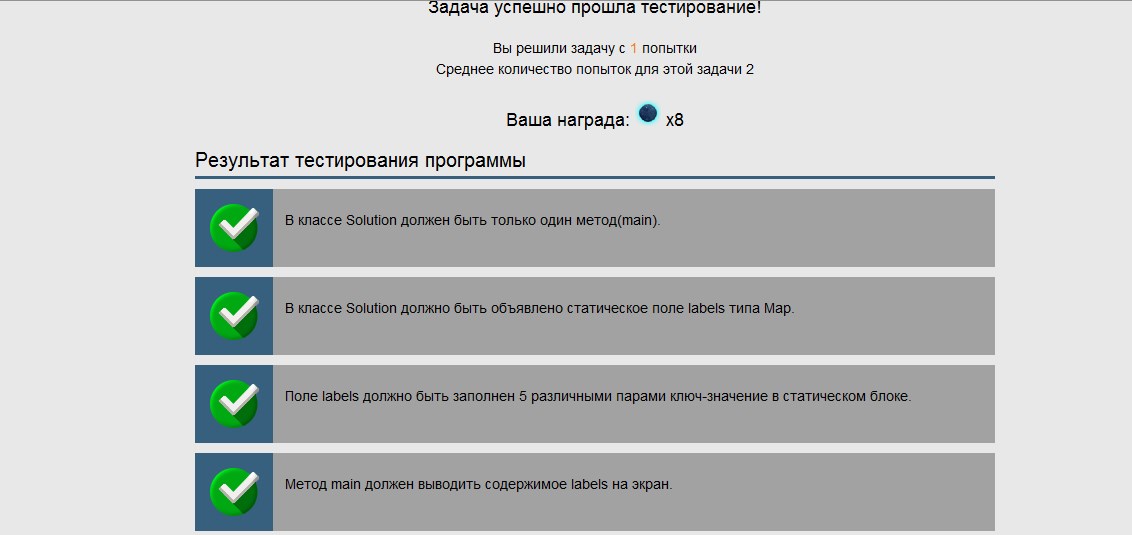 Задача успешно прошла тестирование!
Вы решили задачу с 1 попытки
Среднее количество попыток для этой задачи 2
Ваша награда: x8
Результат тестирования программы
В классе Solution должен быть только один метод(main).
В классе Solution должно быть объявлено статическое поле labels типа Map.
Поле labels должно быть заполнен 5 различными парами ключ-значение в статическом блоке.
Метод main должен выводить содержимое labels на экран.